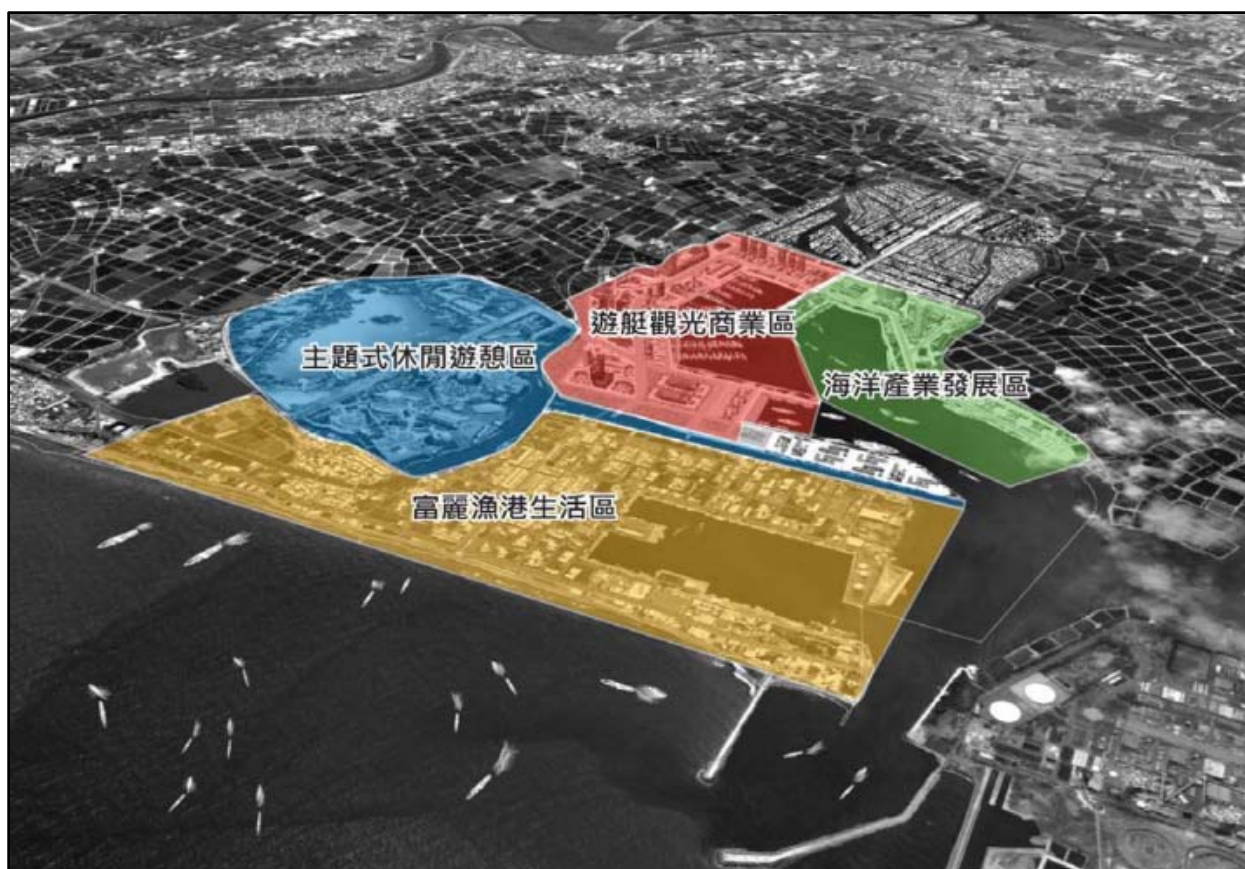 遊艇觀光商業區
主題式休閒遊憩區
海洋產業發展區
富麗漁港生活區